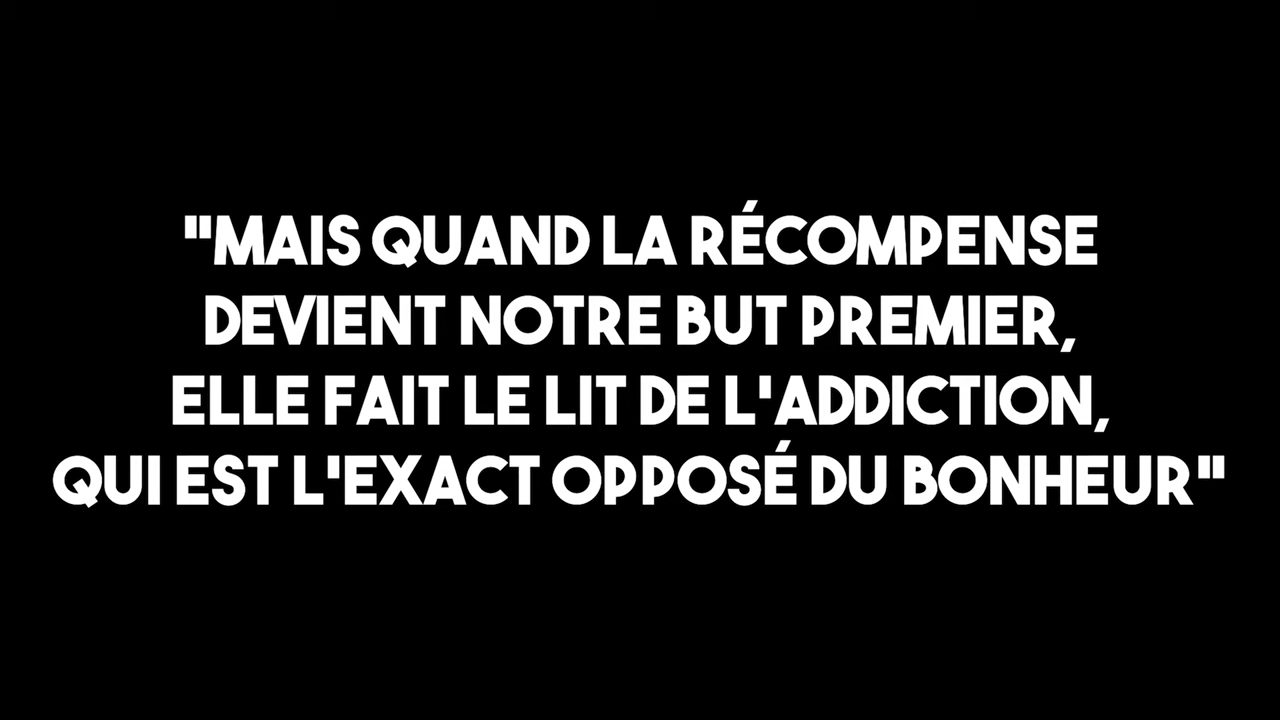 "MAIS QUAND LA RÉCOMPENSE
DEVIENT NOTRE BUT PREMIER,
ELLE FAIT LE LIT DE L'ADDICTION,
QUI EST L'EXACT OPPOSÉ DU BONHEUR"